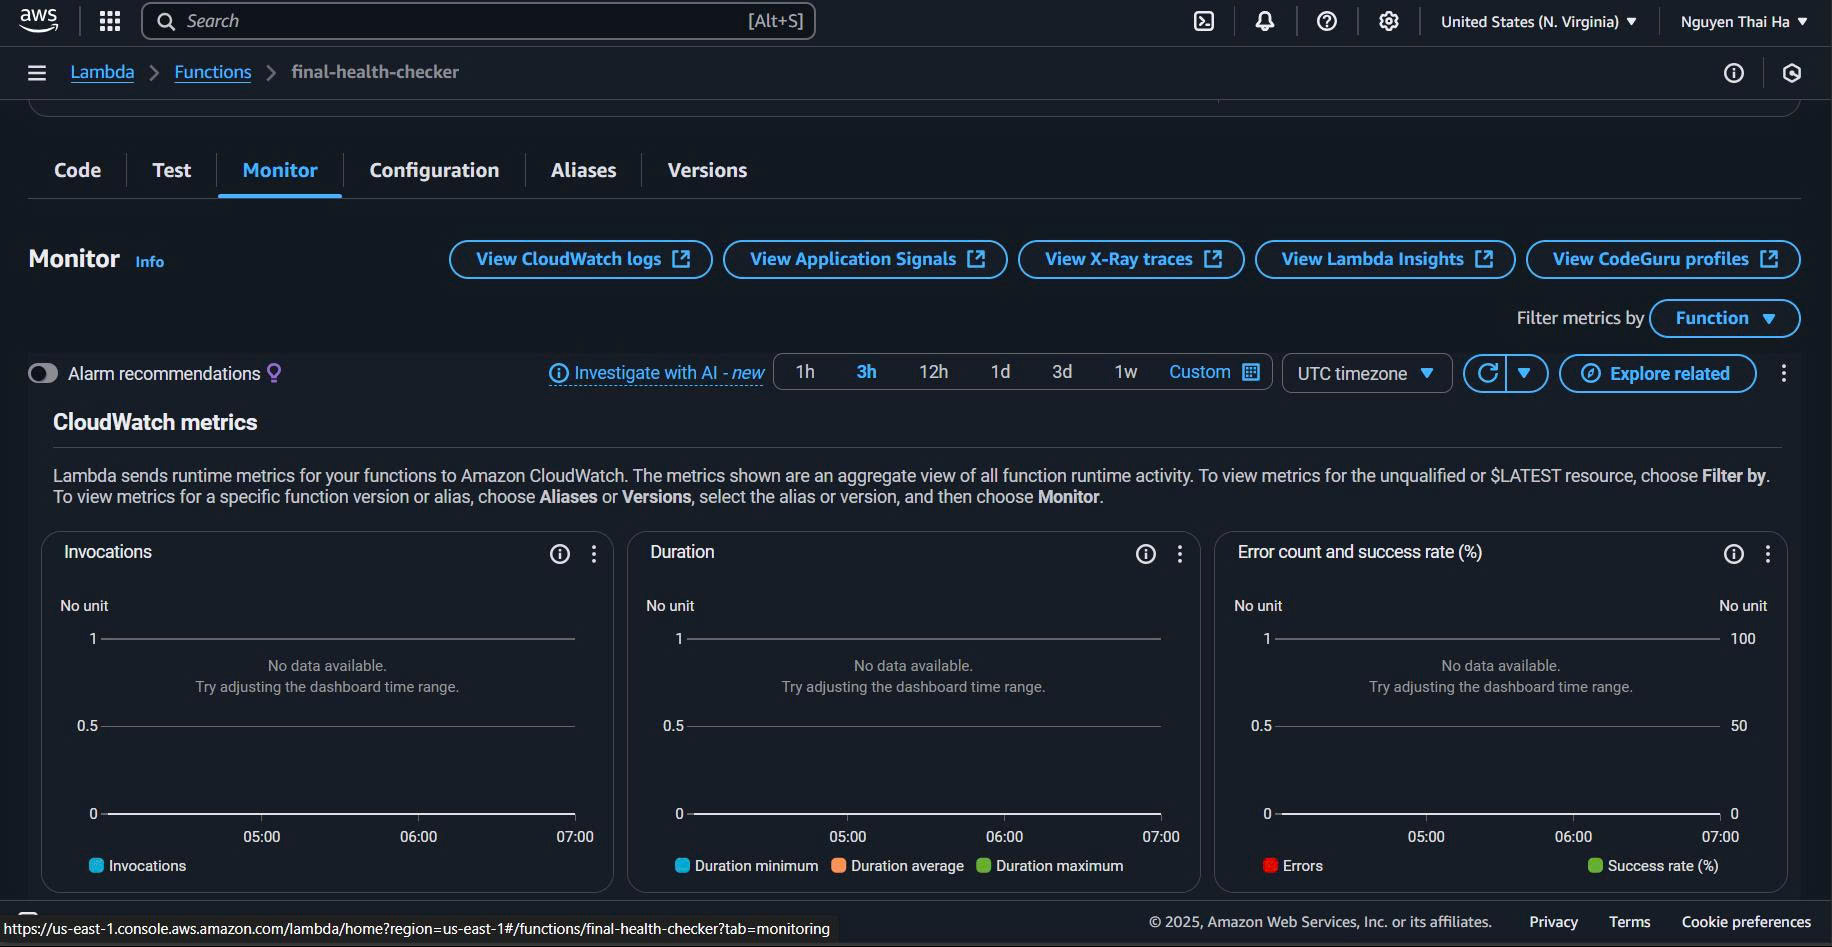 aws
Search
[Alt+S]
United States (N. Virginia)
Nguyen Thai Ha
Lambda
Functions
final-health-checker
Code
Test
Monitor
Configuration
Aliases
Versions
Monitor
Info
View CloudWatch logs
View Application Signals
View X-Ray traces
View Lambda Insights
View CodeGuru profiles
Filter metrics by
Function
Alarm recommendations
Investigate with AI - new
1h
3h
12h
1d
3d
1w
Custom
UTC timezone
Explore related
CloudWatch metrics
Lambda sends runtime metrics for your functions to Amazon CloudWatch. The metrics shown are an aggregate view of all function runtime activity. To view metrics for the unqualified or $LATEST resource, choose Filter by.
To view metrics for a specific function version or alias, choose Aliases or Versions, select the alias or version, and then choose Monitor.
Invocations
No unit
1
No data available.
Try adjusting the dashboard time range.
0.5
0
05:00
06:00
07:00
Invocations
Duration
No unit
1
No data available.
Try adjusting the dashboard time range.
0.5
0
05:00
06:00
07:00
Duration minimum
Duration average
Duration maximum
Error count and success rate (%)
No unit
No unit
1
100
No data available.
Try adjusting the dashboard time range.
0.5
50
0
0
05:00
06:00
07:00
Errors
Success rate (%)
https://us-east-1.console.aws.amazon.com/lambda/home?region=us-east-1#/functions/final-health-checker?tab=monitoring
© 2025, Amazon Web Services, Inc. or its affiliates.
Privacy
Terms
Cookie preferences